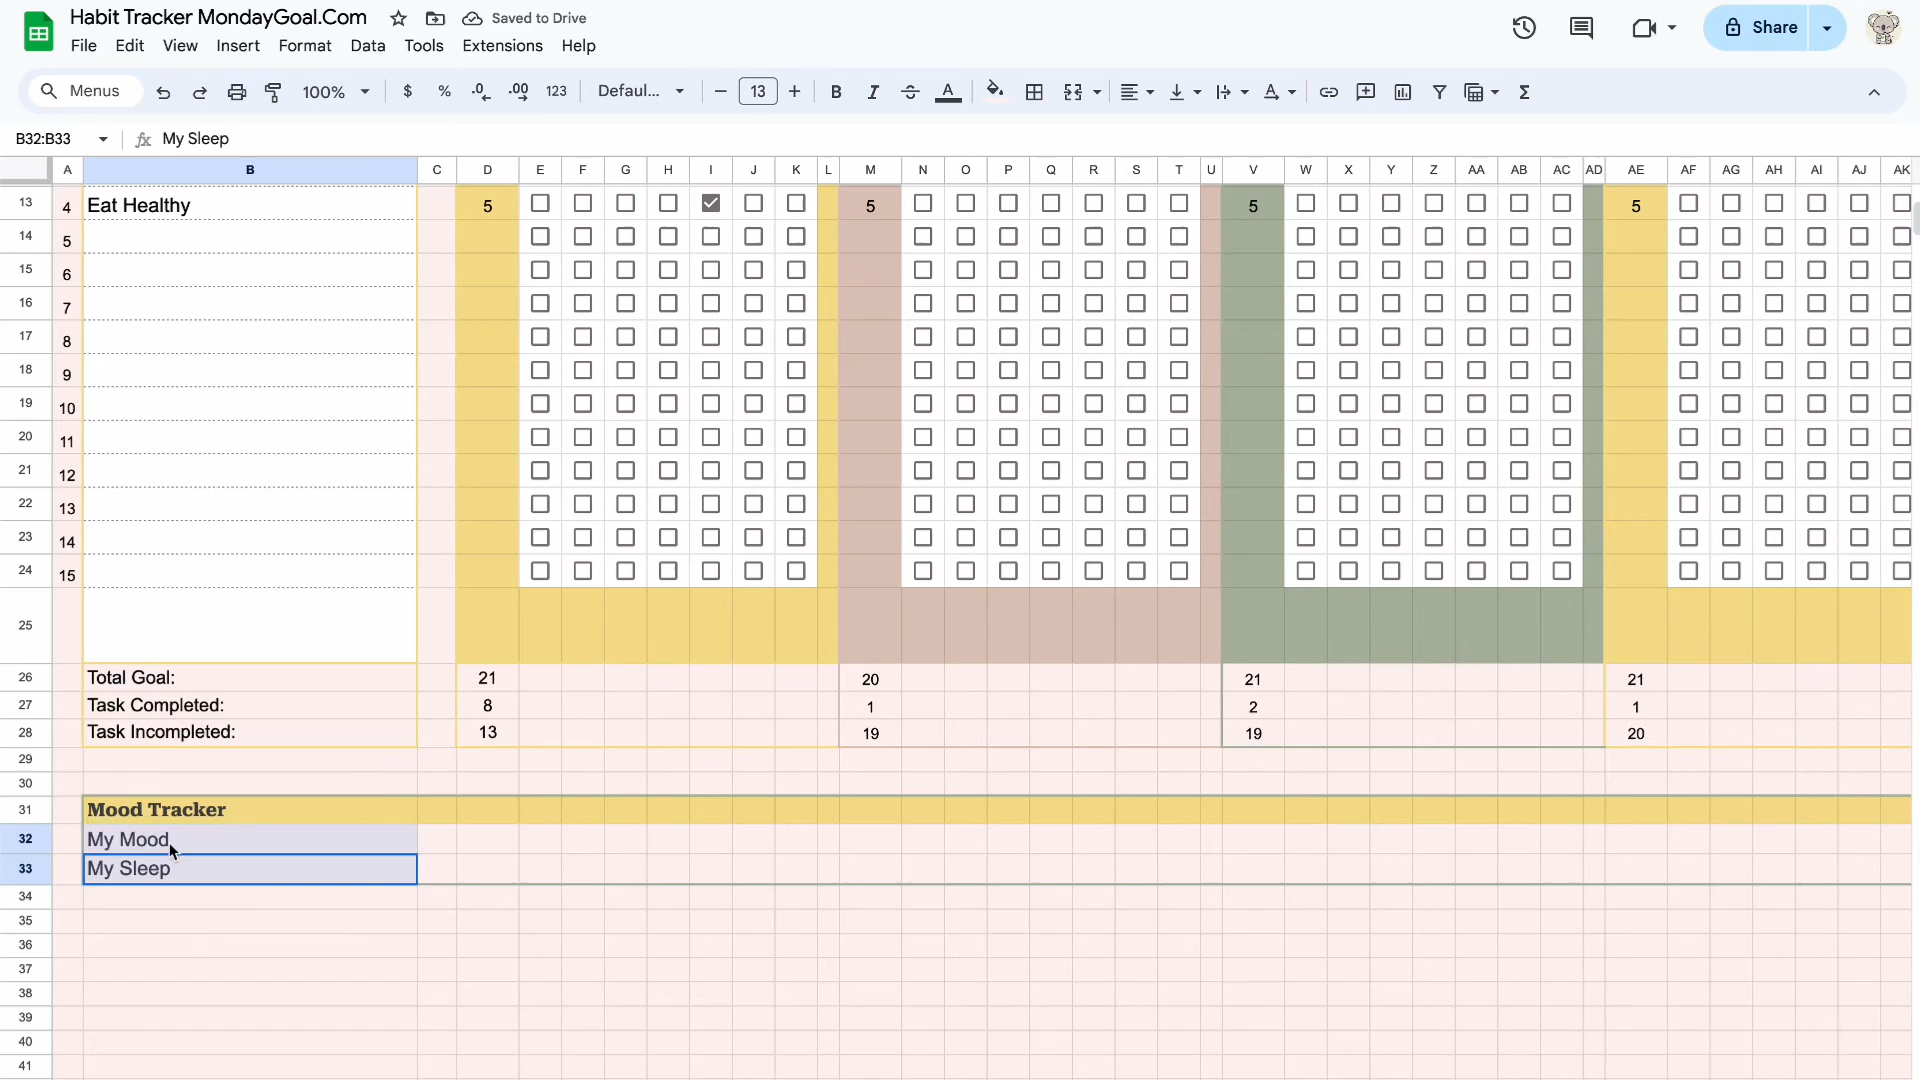 Habit Tracker MondayGoal.Com Saved to Drive
File Edit View Insert Format Data Tools Extensions Help
Share
Menus 100% $ % .0 .00 123 Defaul... 13 B I S A Σ
B32:B33 fx My Sleep
A B C D E F G H I J K L M N O P Q R S T U V W X Y Z AA AB AC AD AE AF AG AH AI AJ AK
13 4 Eat Healthy 5 5 5 5
14 5
15 6
16 7
17 8
18 9
19 10
20 11
21 12
22 13
23 14
24 15
25
26 Total Goal: 21 20 21 21
27 Task Completed: 8 1 2 1
28 Task Incompleted: 13 19 19 20
29
30
31 Mood Tracker
32 My Mood
33 My Sleep
34
35
36
37
38
39
40
41